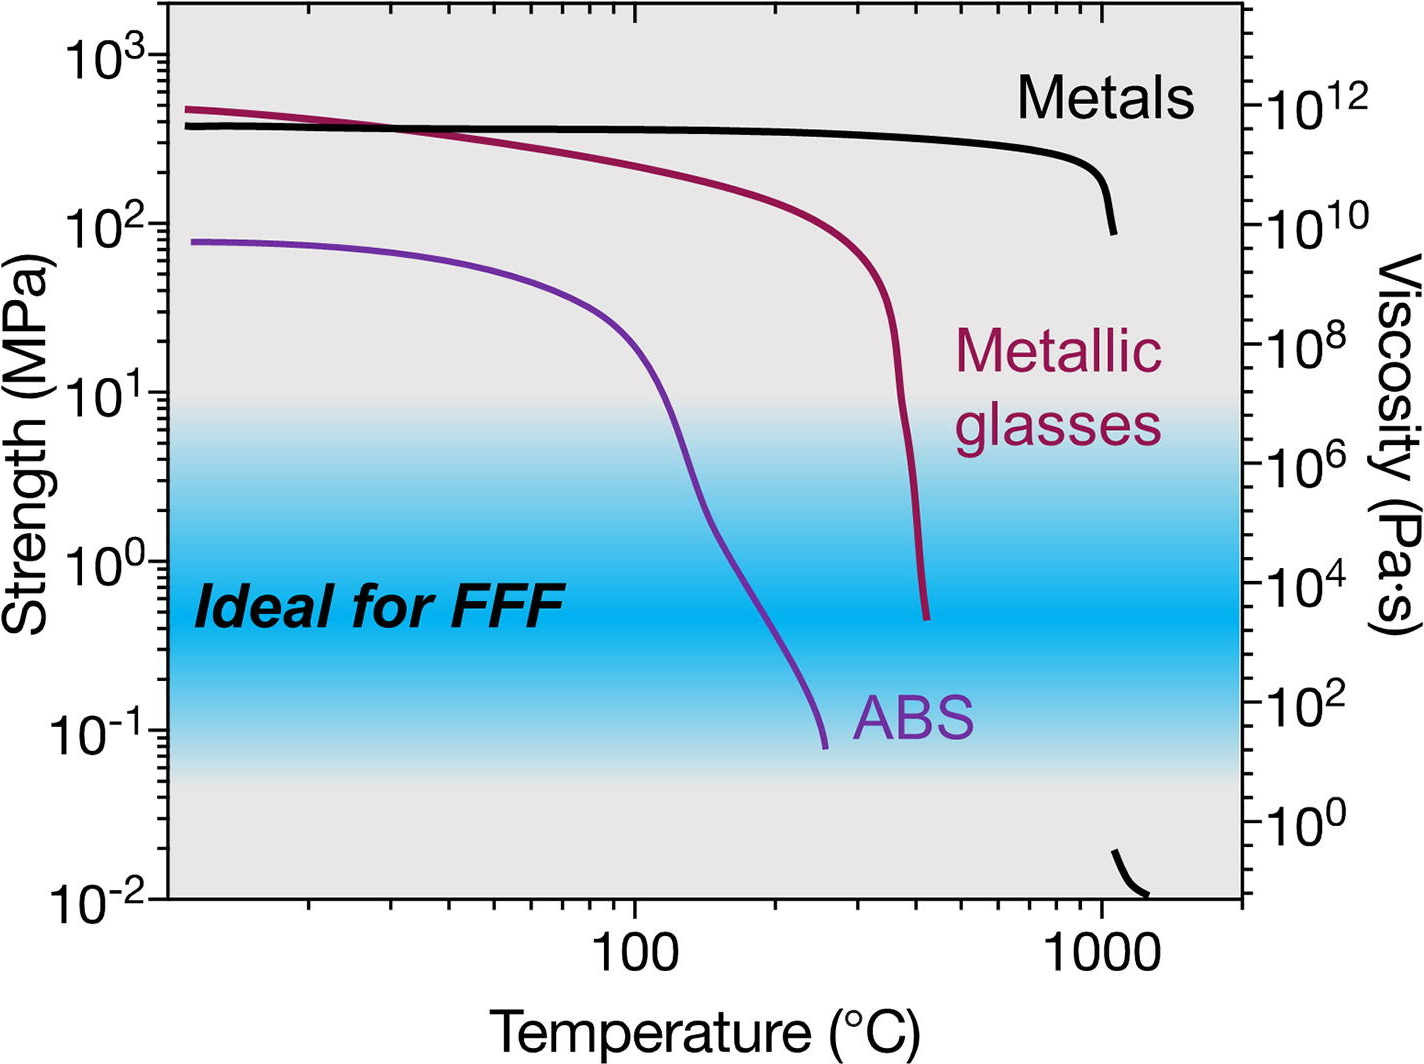 10³
10²
10¹
10⁰
10⁻¹
10⁻²
Strength (MPa)
Metals
Metallic
glasses
Ideal for FFF
ABS
10¹²
10¹⁰
10⁸
10⁶
10⁴
10²
10⁰
Viscosity (Pa·s)
100
1000
Temperature (°C)